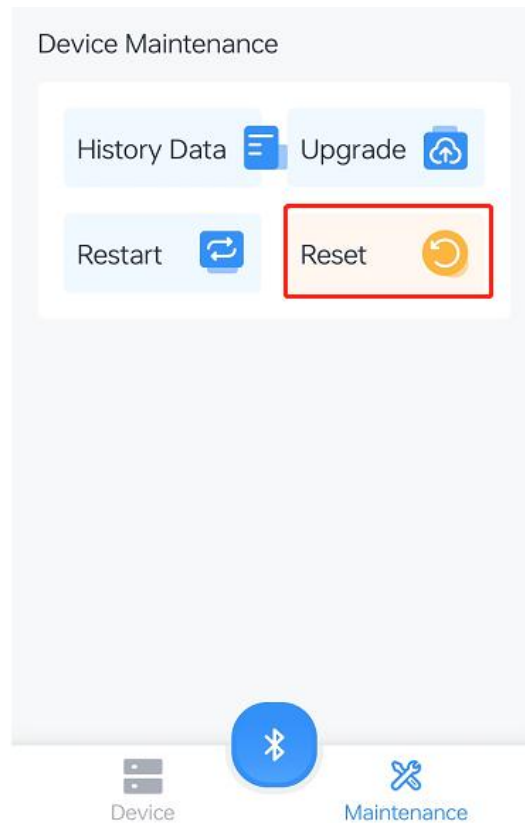 Device Maintenance
History Data
Upgrade
Restart
Reset
Device
Maintenance